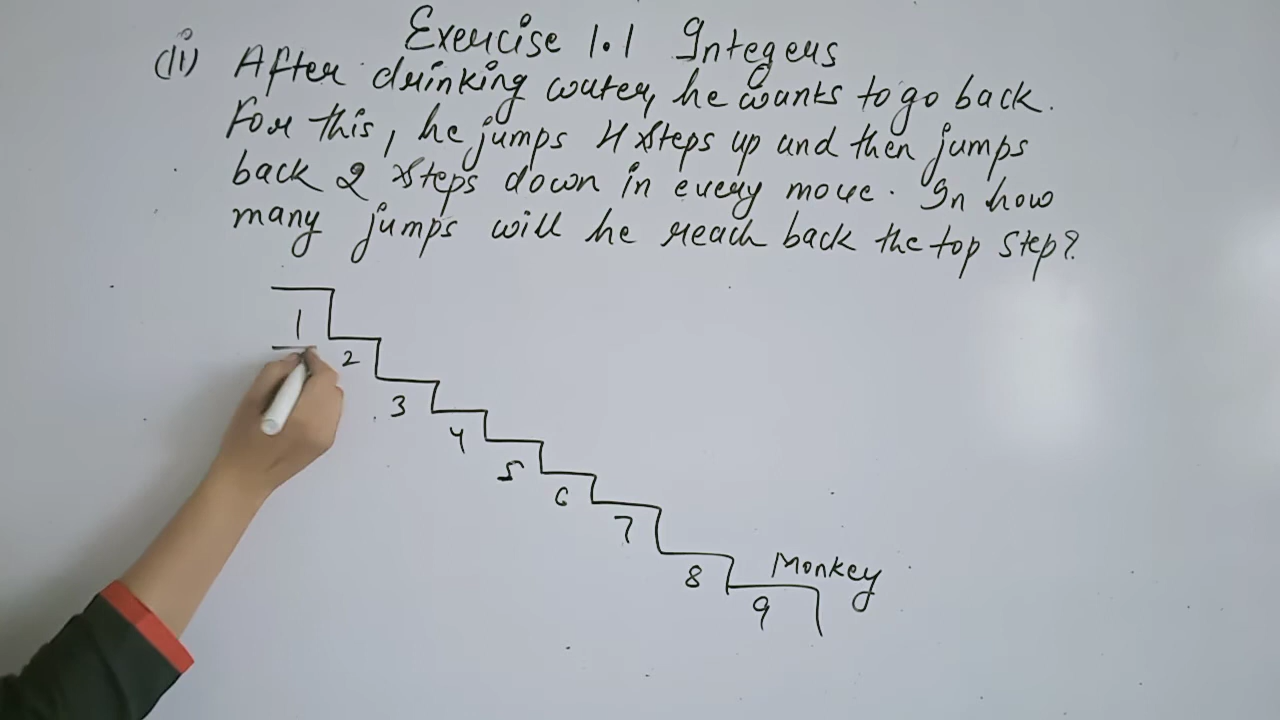 Exercise 1.1 Integers
(ii) After drinking water, he wants to go back.
For this, he jumps 4 steps up and then jumps
back 2 steps down in every move. In how
many jumps will he reach back the top step?
1
2
3
4
5
6
7
8
Monkey
9